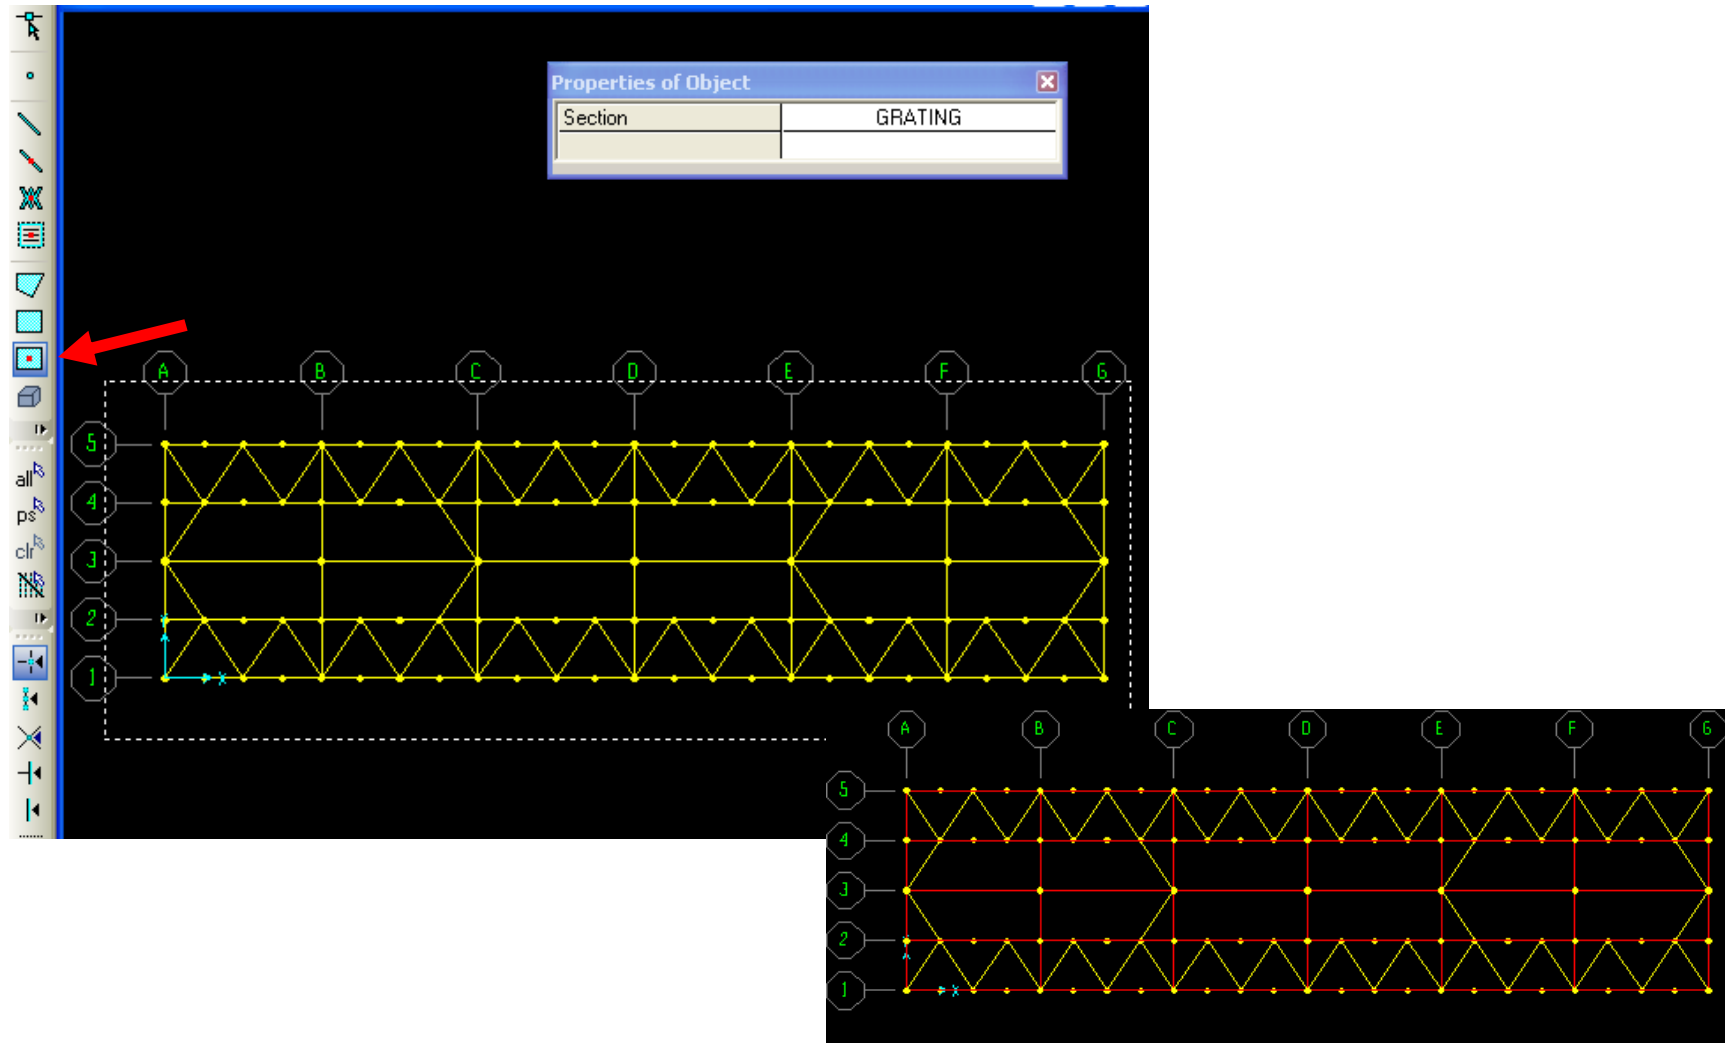 Properties of Object
Section GRATING
all
ps
clr
A B C D E F G
5
4
3
2
1
X
A B C D E F G
5
4
3
2
1
X